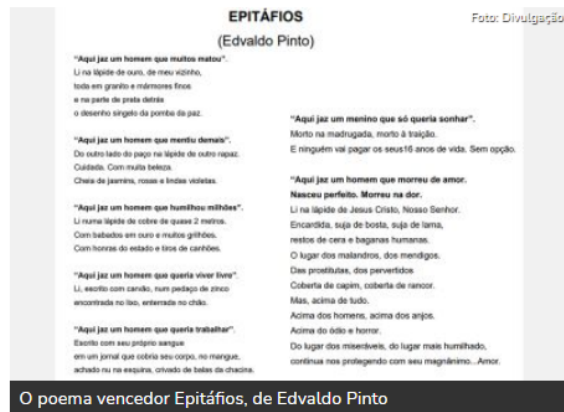 EPITÁFIOS
Foto: Divulgação
(Edvaldo Pinto)
"Aqui jaz um homem que muitos matou".
Li na lápide de ouro, de meu vizinho,
toda em granito e mármores finos
e na parte de prata detrás
o desenho singelo da pomba da paz.
"Aqui jaz um homem que mentiu demais".
Do outro lado do paço na lápide de outro rapaz.
Cuidada. Com muita beleza.
Cheia de jasmins, rosas e lindas violetas.
"Aqui jaz um homem que humilhou milhões".
Li numa lápide de cobre de quase 2 metros.
Com babados em ouro e muitos grilhões.
Com honras do estado e tiros de canhões.
"Aqui jaz um homem que queria viver livre".
Li, escrito com carvão, num pedaço de zinco
encontrada no lixo, enterrada no chão.
"Aqui jaz um homem que queria trabalhar".
Escrito com seu próprio sangue
em um jornal que cobria seu corpo, no mangue,
achado nu na esquina, crivado de balas da chacina.
"Aqui jaz um menino que só queria sonhar".
Morto na madrugada, morto à traição.
E ninguém vai pagar os seus16 anos de vida. Sem opção.
"Aqui jaz um homem que morreu de amor.
Nasceu perfeito. Morreu na dor.
Li na lápide de Jesus Cristo, Nosso Senhor.
Encardida, suja de bosta, suja de lama,
restos de cera e baganas humanas.
O lugar dos malandros, dos mendigos.
Das prostitutas, dos pervertidos
Coberta de capim, coberta de rancor.
Mas, acima de tudo.
Acima dos homens, acima dos anjos.
Acima do ódio e horror.
Do lugar dos miseráveis, do lugar mais humilhado,
continua nos protegendo com seu magnânimo...Amor.
O poema vencedor Epitáfios, de Edvaldo Pinto